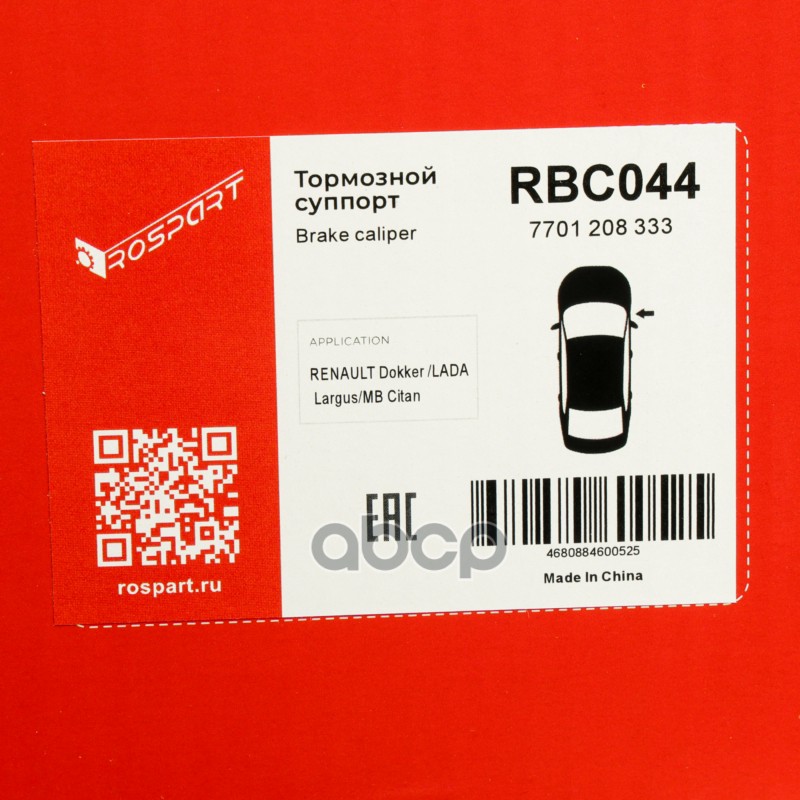 ROSPART
Тормозной
суппорт
Brake caliper
RBC044
7701 208 333
APPLICATION
RENAULT Dokker /LADA
Largus/MB Citan
EAC
abcp
4680884600525
Made In China
rospart.ru